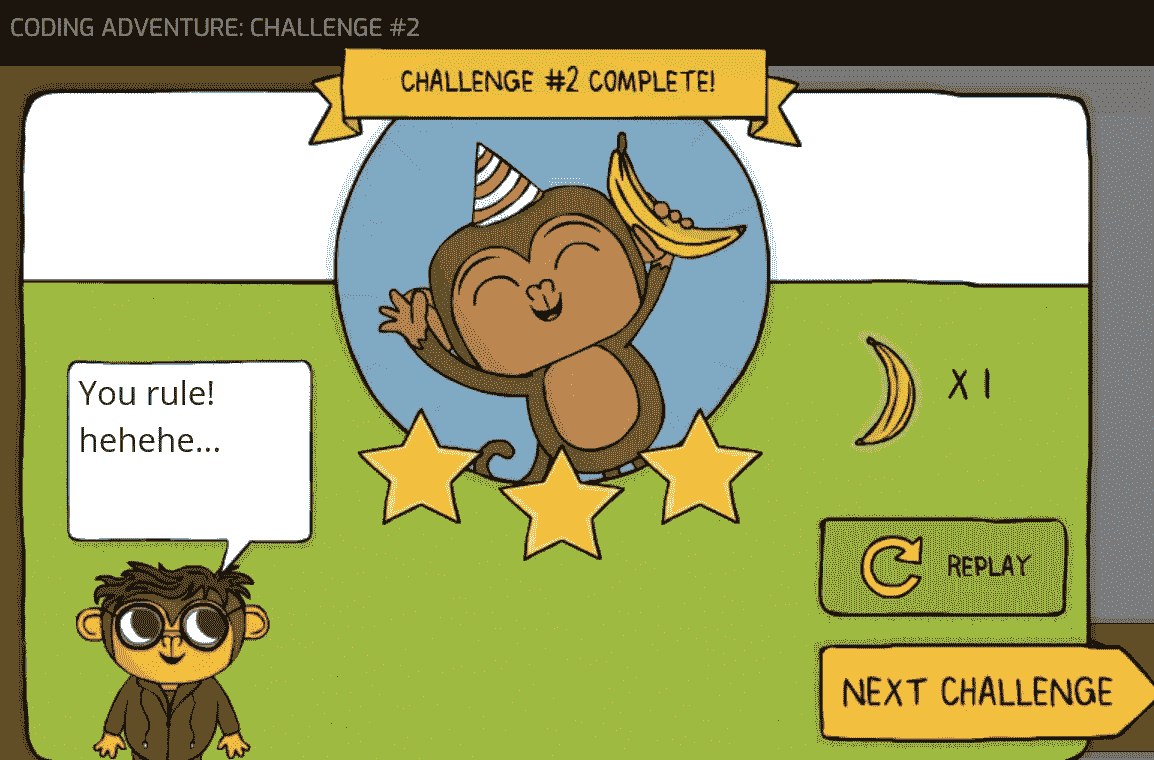 CODING ADVENTURE: CHALLENGE #2
CHALLENGE #2 COMPLETE!
You rule!
hehehe...
X 1
REPLAY
NEXT CHALLENGE